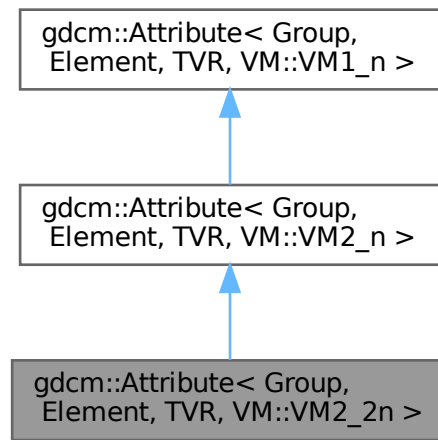 gdcm::Attribute< Group,
Element, TVR, VM::VM1_n >
gdcm::Attribute< Group,
Element, TVR, VM::VM2_n >
gdcm::Attribute< Group,
Element, TVR, VM::VM2_2n >